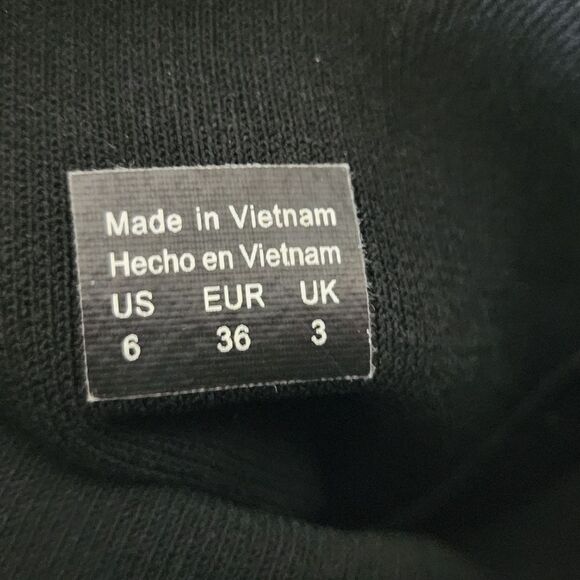 Made in Vietnam
Hecho en Vietnam
US EUR UK
6 36 3